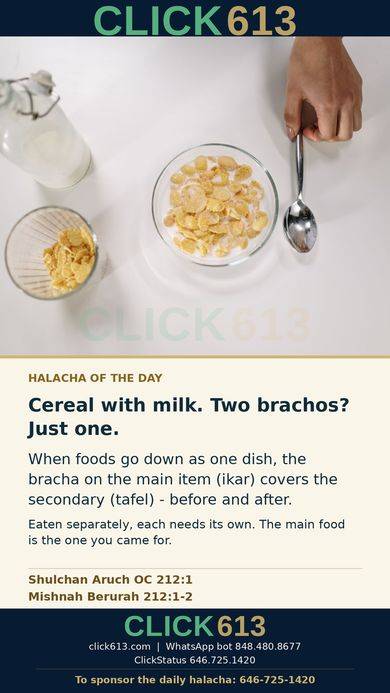 CLICK613
CLICK613
HALACHA OF THE DAY
Cereal with milk. Two brachos?
Just one.
When foods go down as one dish, the
bracha on the main item (ikar) covers the
secondary (tafel) - before and after.
Eaten separately, each needs its own. The main food
is the one you came for.
Shulchan Aruch OC 212:1
Mishnah Berurah 212:1-2
CLICK613
click613.com | WhatsApp bot 848.480.8677
ClickStatus 646.725.1420
To sponsor the daily halacha: 646-725-1420